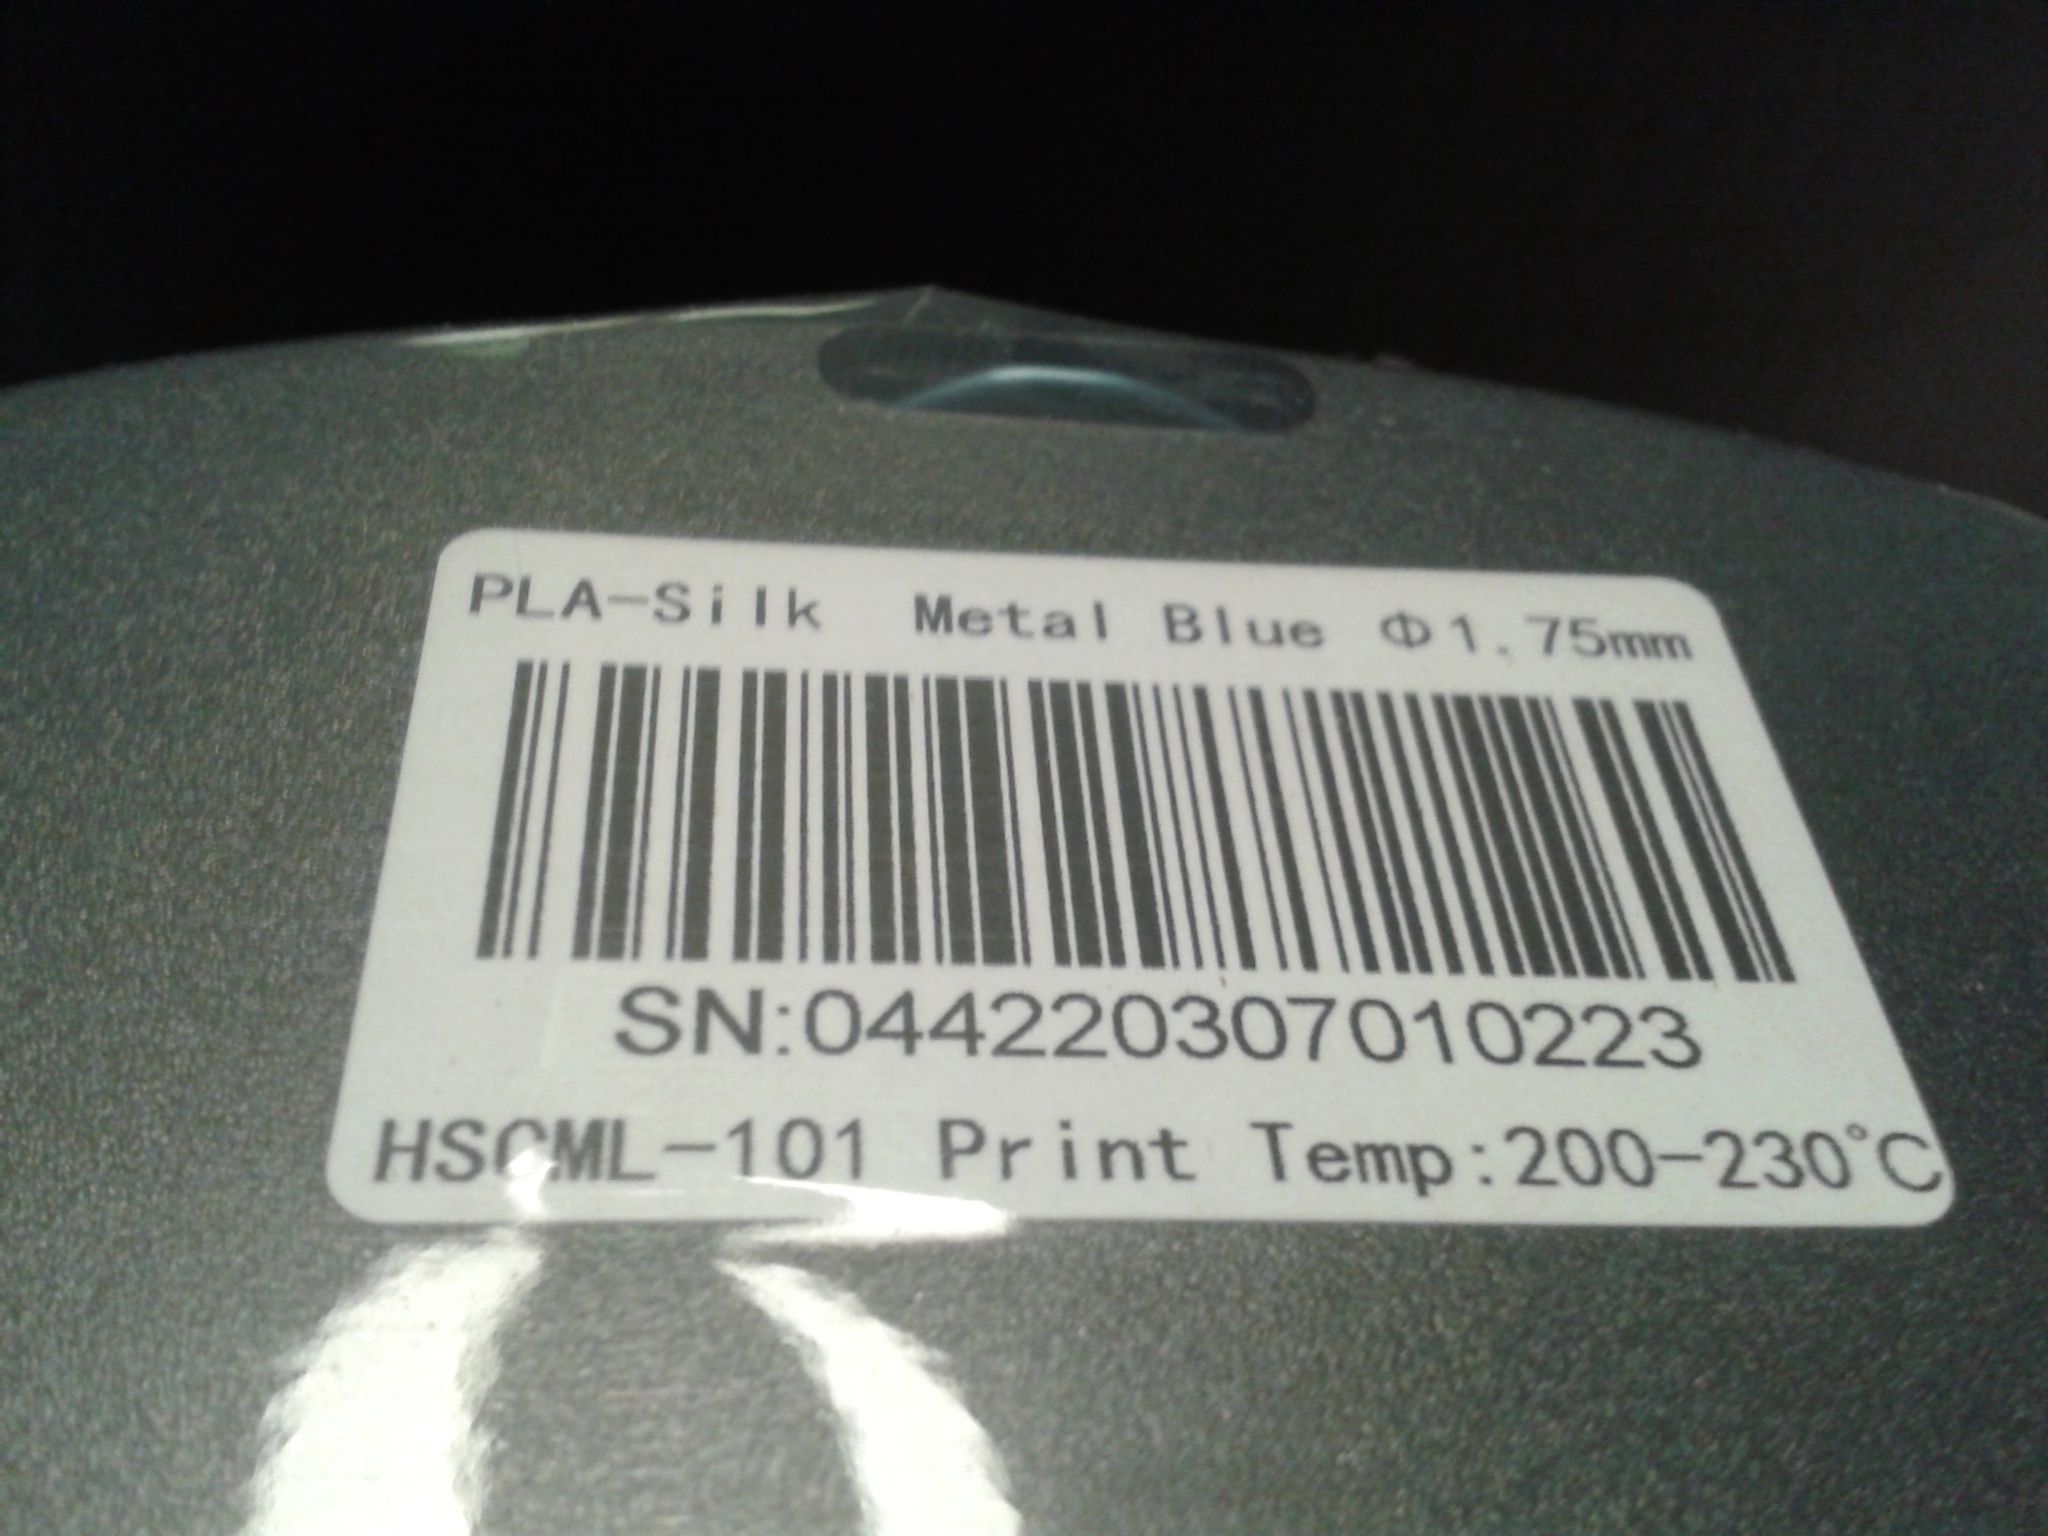 PLA-Silk Metal Blue Φ1.75mm
SN:044220307010223
HSCML-101 Print Temp:200-230°C